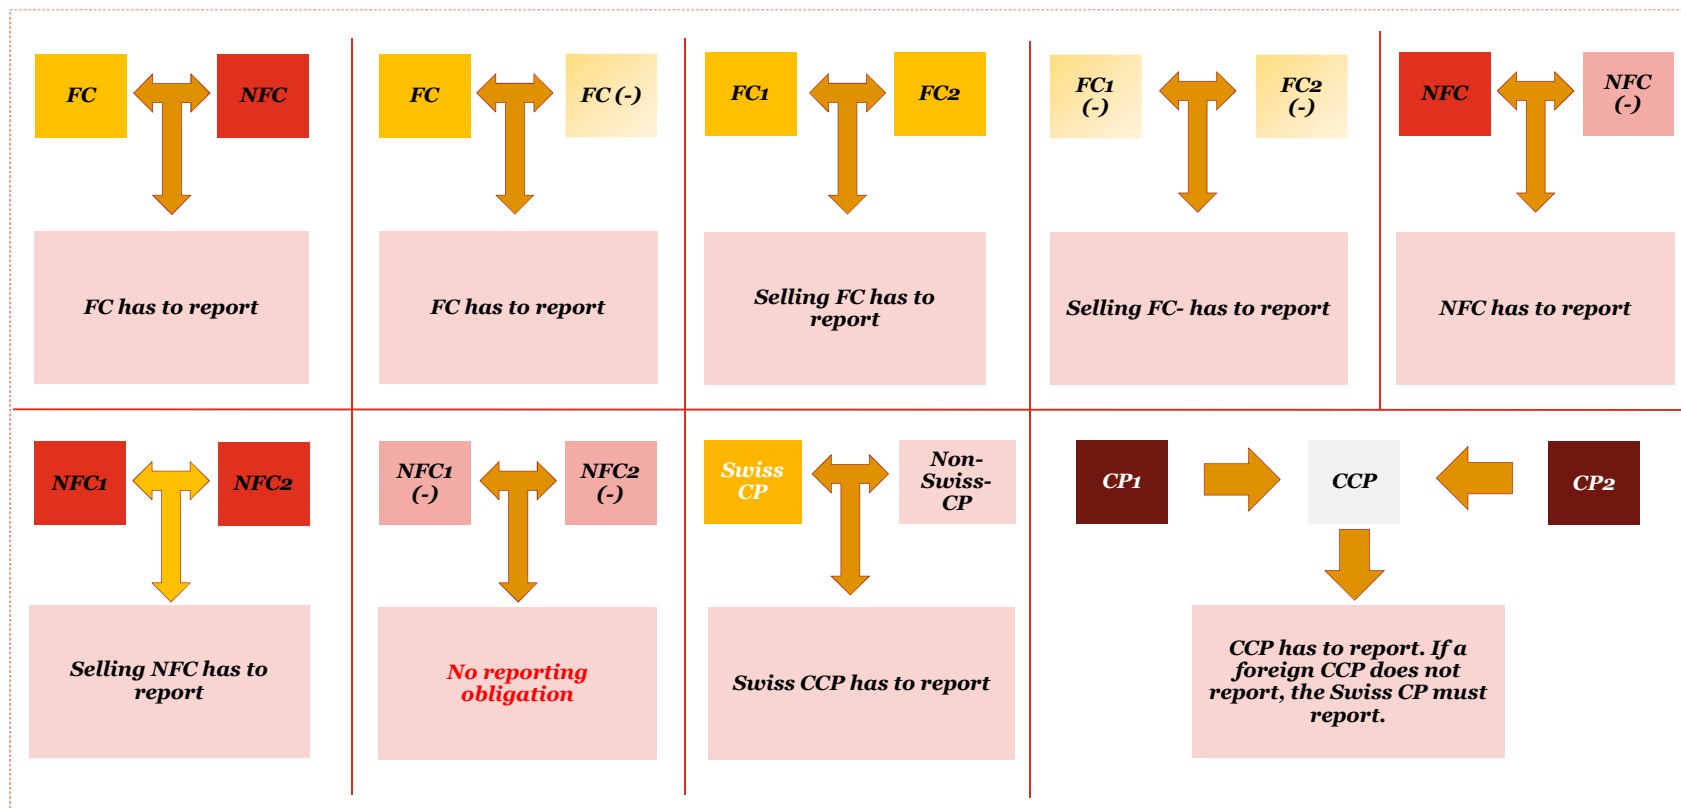 FC
NFC
FC has to report
FC
FC (-)
FC has to report
FC1
FC2
Selling FC has to
report
FC1
(-)
FC2
(-)
Selling FC- has to report
NFC
NFC
(-)
NFC has to report
NFC1
NFC2
Selling NFC has to
report
NFC1
(-)
NFC2
(-)
No reporting
obligation
Swiss
CP
Non-
Swiss-
CP
Swiss CCP has to report
CP1
CCP
CP2
CCP has to report. If a
foreign CCP does not
report, the Swiss CP must
report.